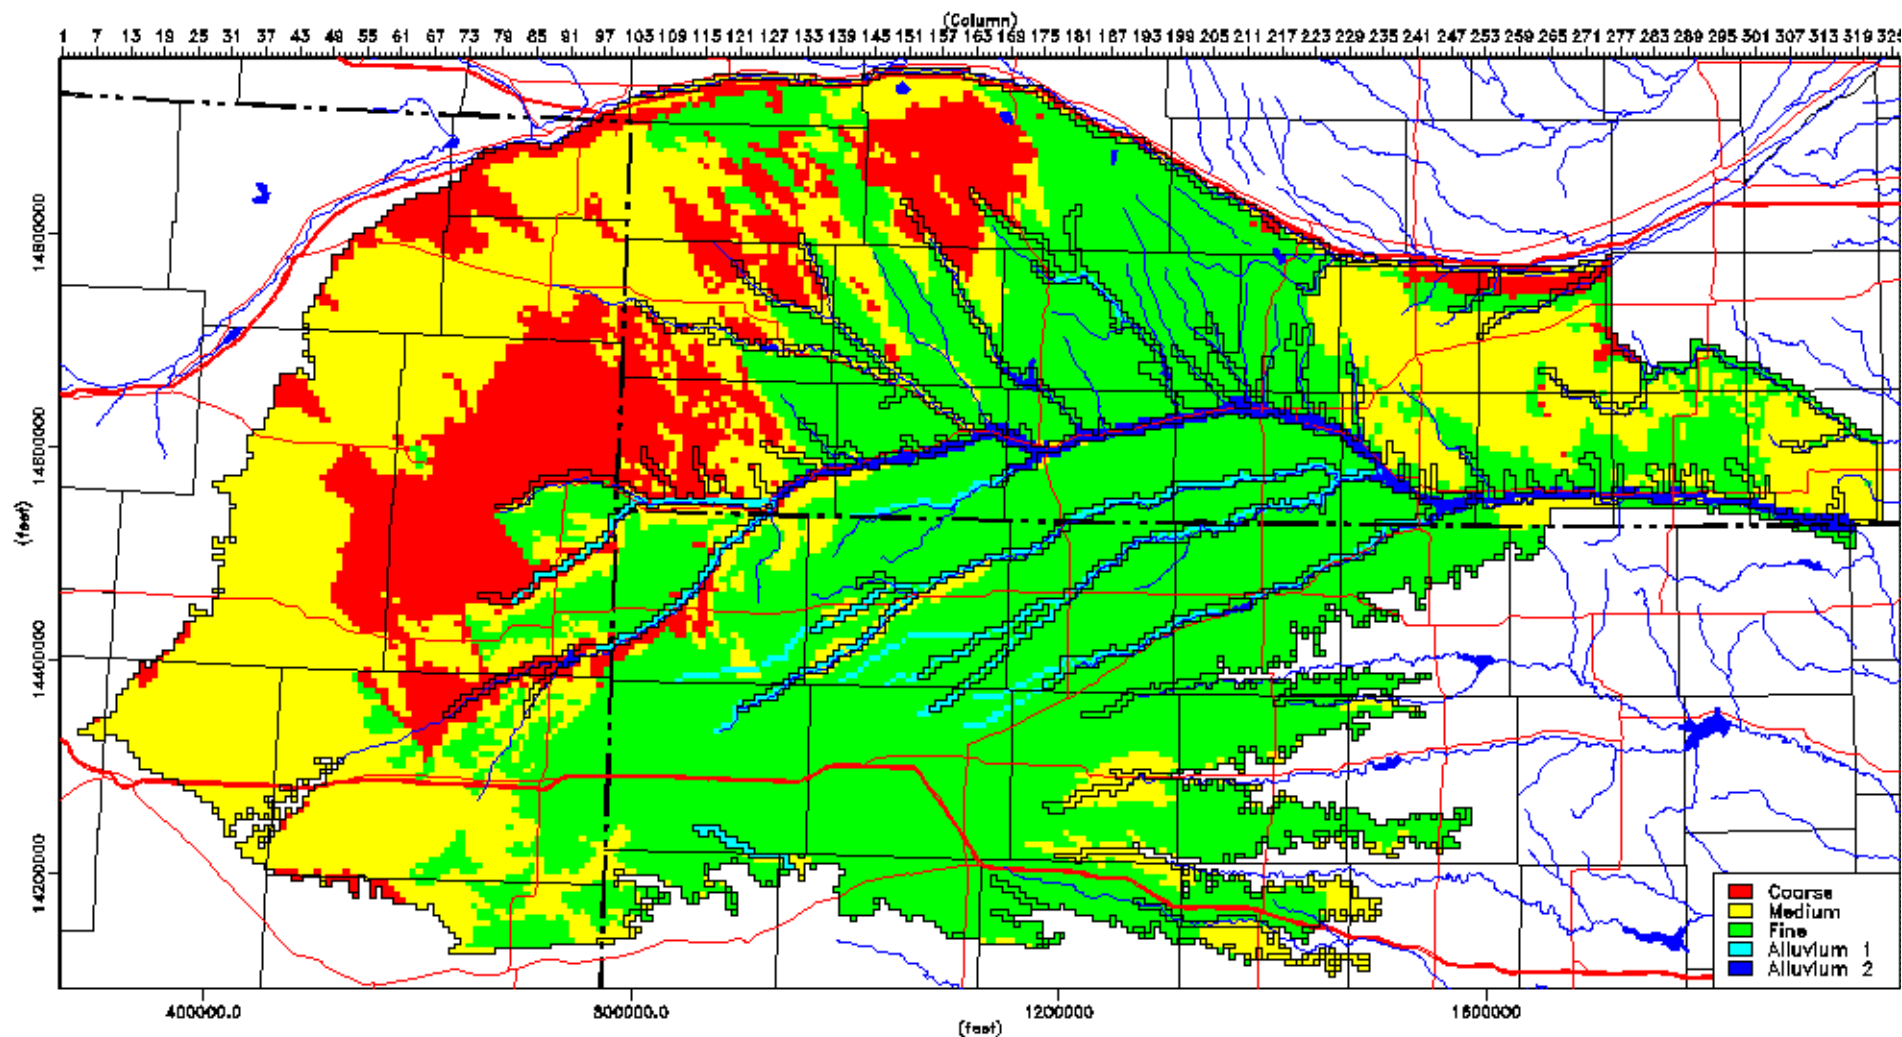 (Column)
1 7 13 19 25 31 37 43 49 55 61 67 73 79 85 91 97 103 109 115 121 127 133 139 145 151 157 163 169 175 181 187 193 199 205 211 217 223 229 235 241 247 253 259 265 271 277 283 289 295 301 307 313 319 325
14800000
14600000
(feet)
14400000
14200000
Coarse
Medium
Fine
Alluvium 1
Alluvium 2
400000.0
800000.0
1200000
1600000
(feet)